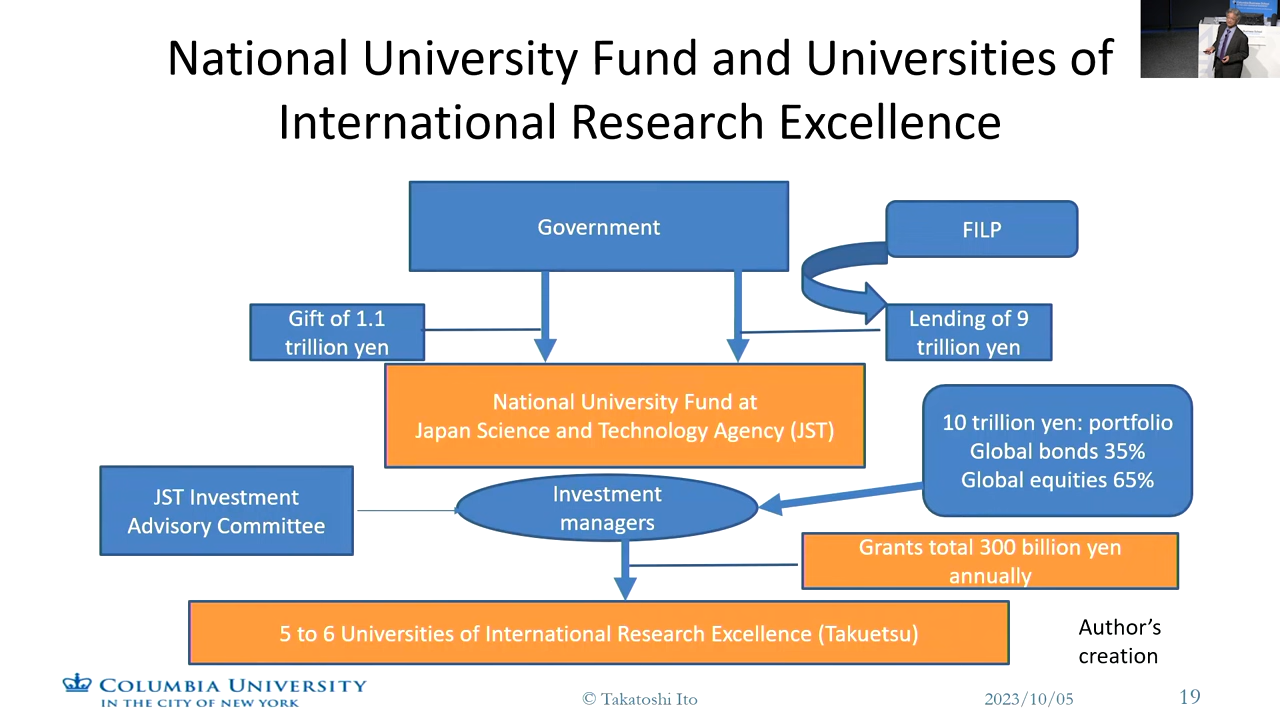 National University Fund and Universities of
International Research Excellence
Government
FILP
Gift of 1.1
trillion yen
Lending of 9
trillion yen
National University Fund at
Japan Science and Technology Agency (JST)
10 trillion yen: portfolio
Global bonds 35%
Global equities 65%
JST Investment
Advisory Committee
Investment
managers
Grants total 300 billion yen
annually
5 to 6 Universities of International Research Excellence (Takuetsu)
Author’s
creation
COLUMBIA UNIVERSITY
IN THE CITY OF NEW YORK
© Takatoshi Ito
2023/10/05
19